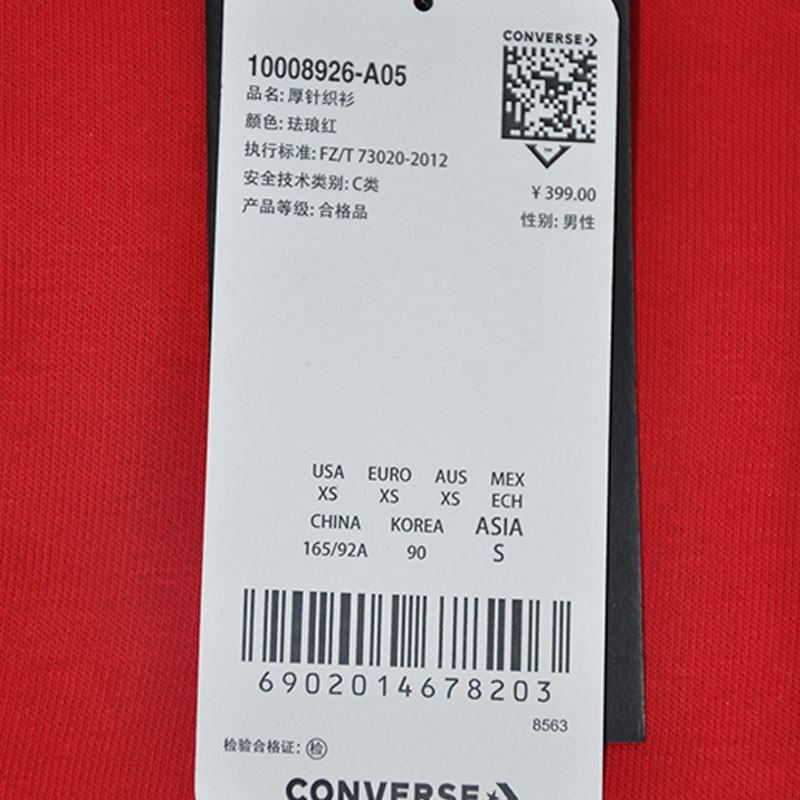 CONVERSE
10008926-A05
品名: 厚针织衫
颜色: 珐琅红
执行标准: FZ/T 73020-2012
安全技术类别: C类
产品等级: 合格品
¥ 399.00
性别: 男性
USA EURO AUS MEX
XS XS XS ECH
CHINA KOREA ASIA
165/92A 90 S
6902014678203
8563
检验合格证: 检
CONVERSE